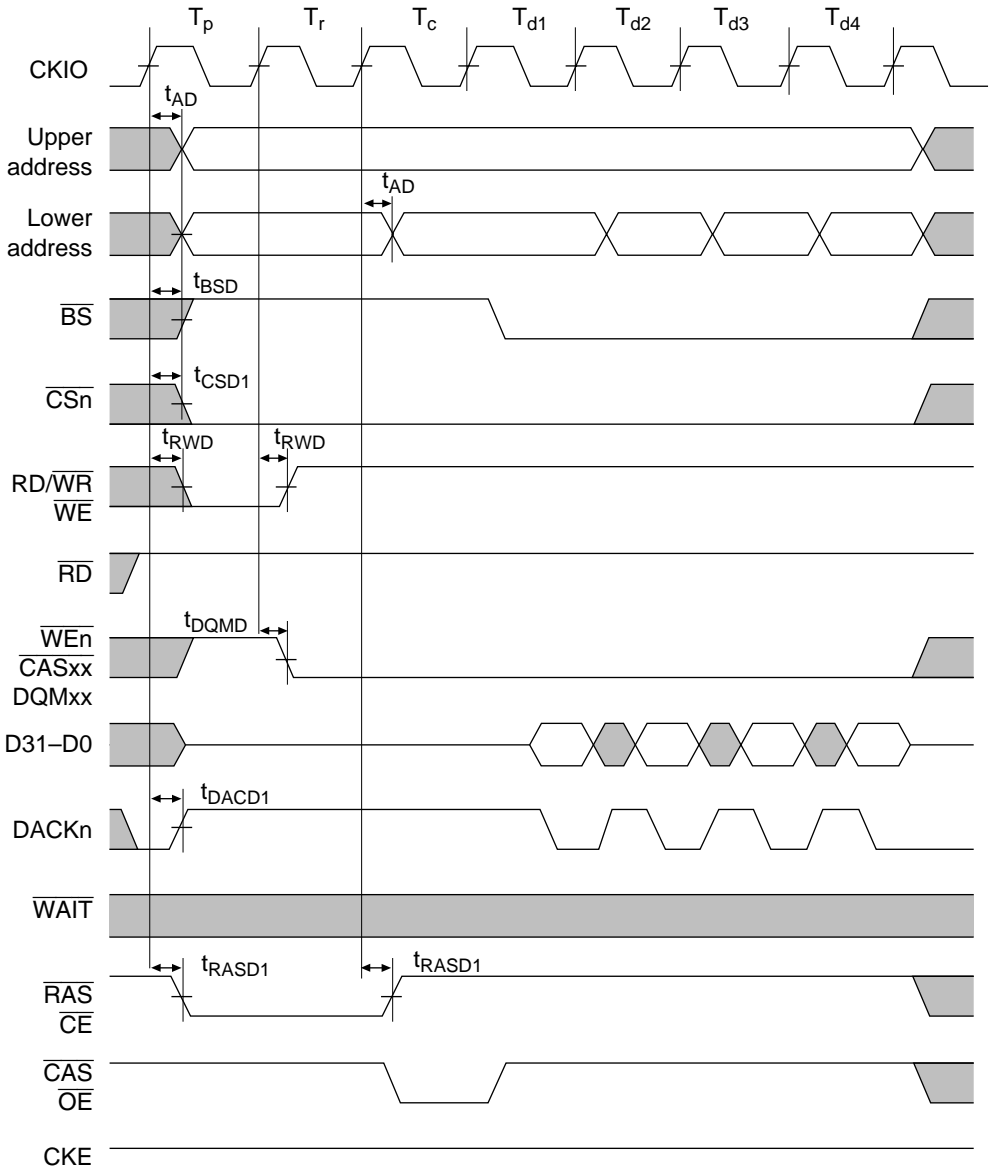 Tp Tr Tc Td1 Td2 Td3 Td4
CKIO
tAD
Upper
address
tAD
Lower
address
tBSD
BS
tCSD1
CSn
tRWD tRWD
RD/WR
WE
RD
tDQMD
WEn
CASxx
DQMxx
D31–D0
tDACD1
DACKn
WAIT
tRASD1 tRASD1
RAS
CE
CAS
OE
CKE